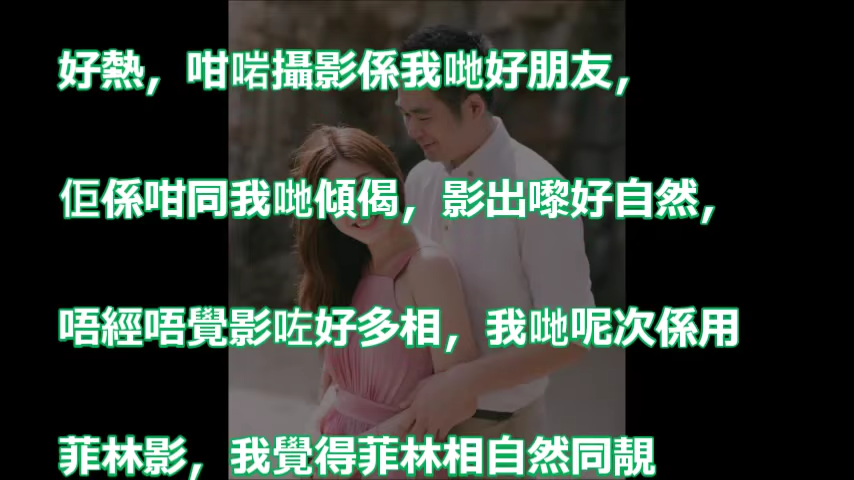 好熱，咁啱攝影係我哋好朋友，
佢係咁同我哋傾偈，影出嚟好自然，
唔經唔覺影咗好多相，我哋呢次係用
菲林影，我覺得菲林相自然同靚